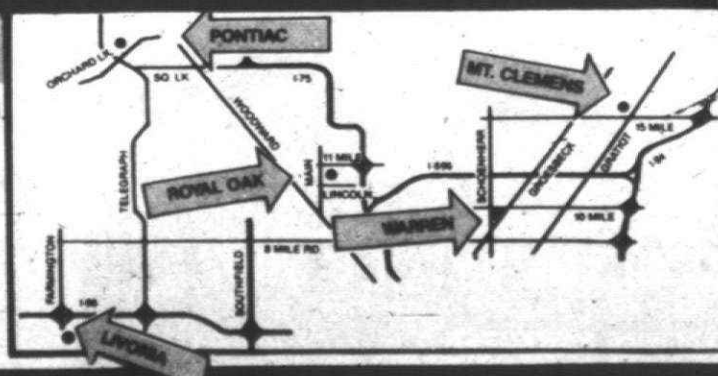 PONTIAC
ORCHARD LK.
SQ. LK.
I-75
MT. CLEMENS
WOODWARD
15 MILE
GRATIOT
I-94
GROESBECK
SCHOENHERR
11 MILE
I-696
MAIN
ROYAL OAK
LINCOLN
TELEGRAPH
WARREN
10 MILE
8 MILE RD.
FARMINGTON
SOUTHFIELD
I-96
LIVONIA